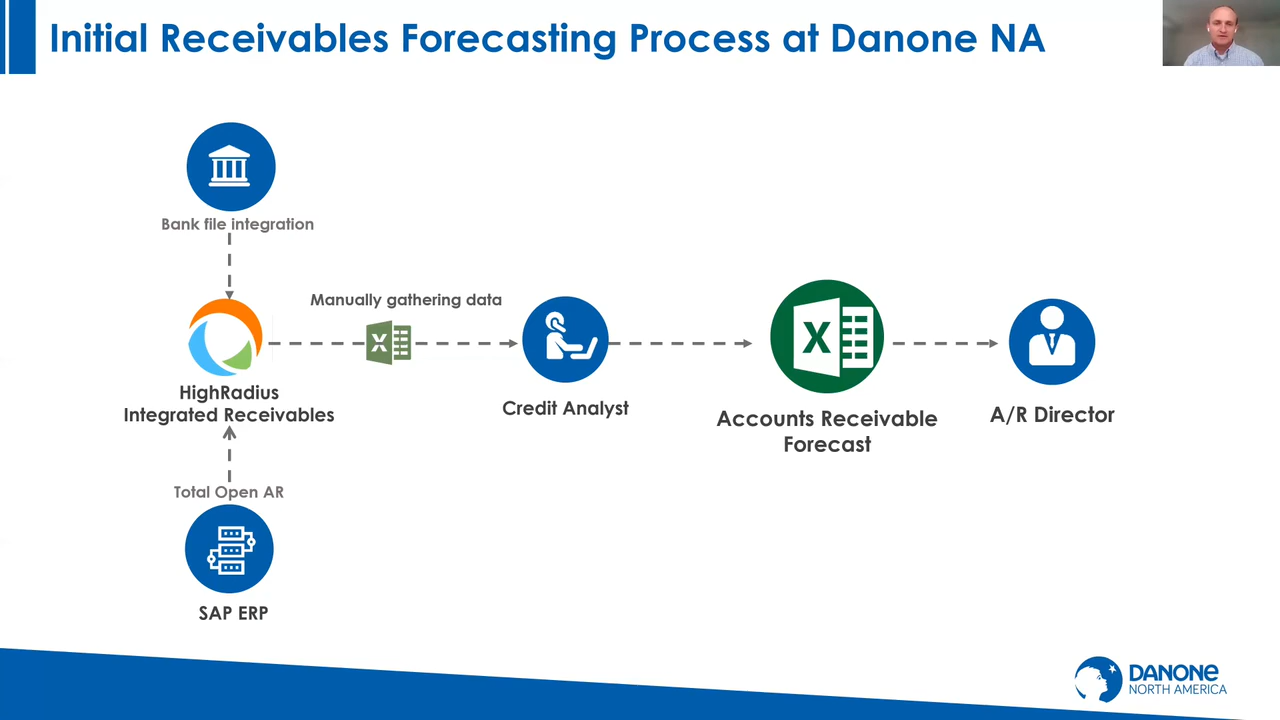 Initial Receivables Forecasting Process at Danone NA
Bank file integration
Manually gathering data
X
X
HighRadius
Integrated Receivables
Credit Analyst
Accounts Receivable
Forecast
A/R Director
Total Open AR
SAP ERP
DANONE
NORTH AMERICA